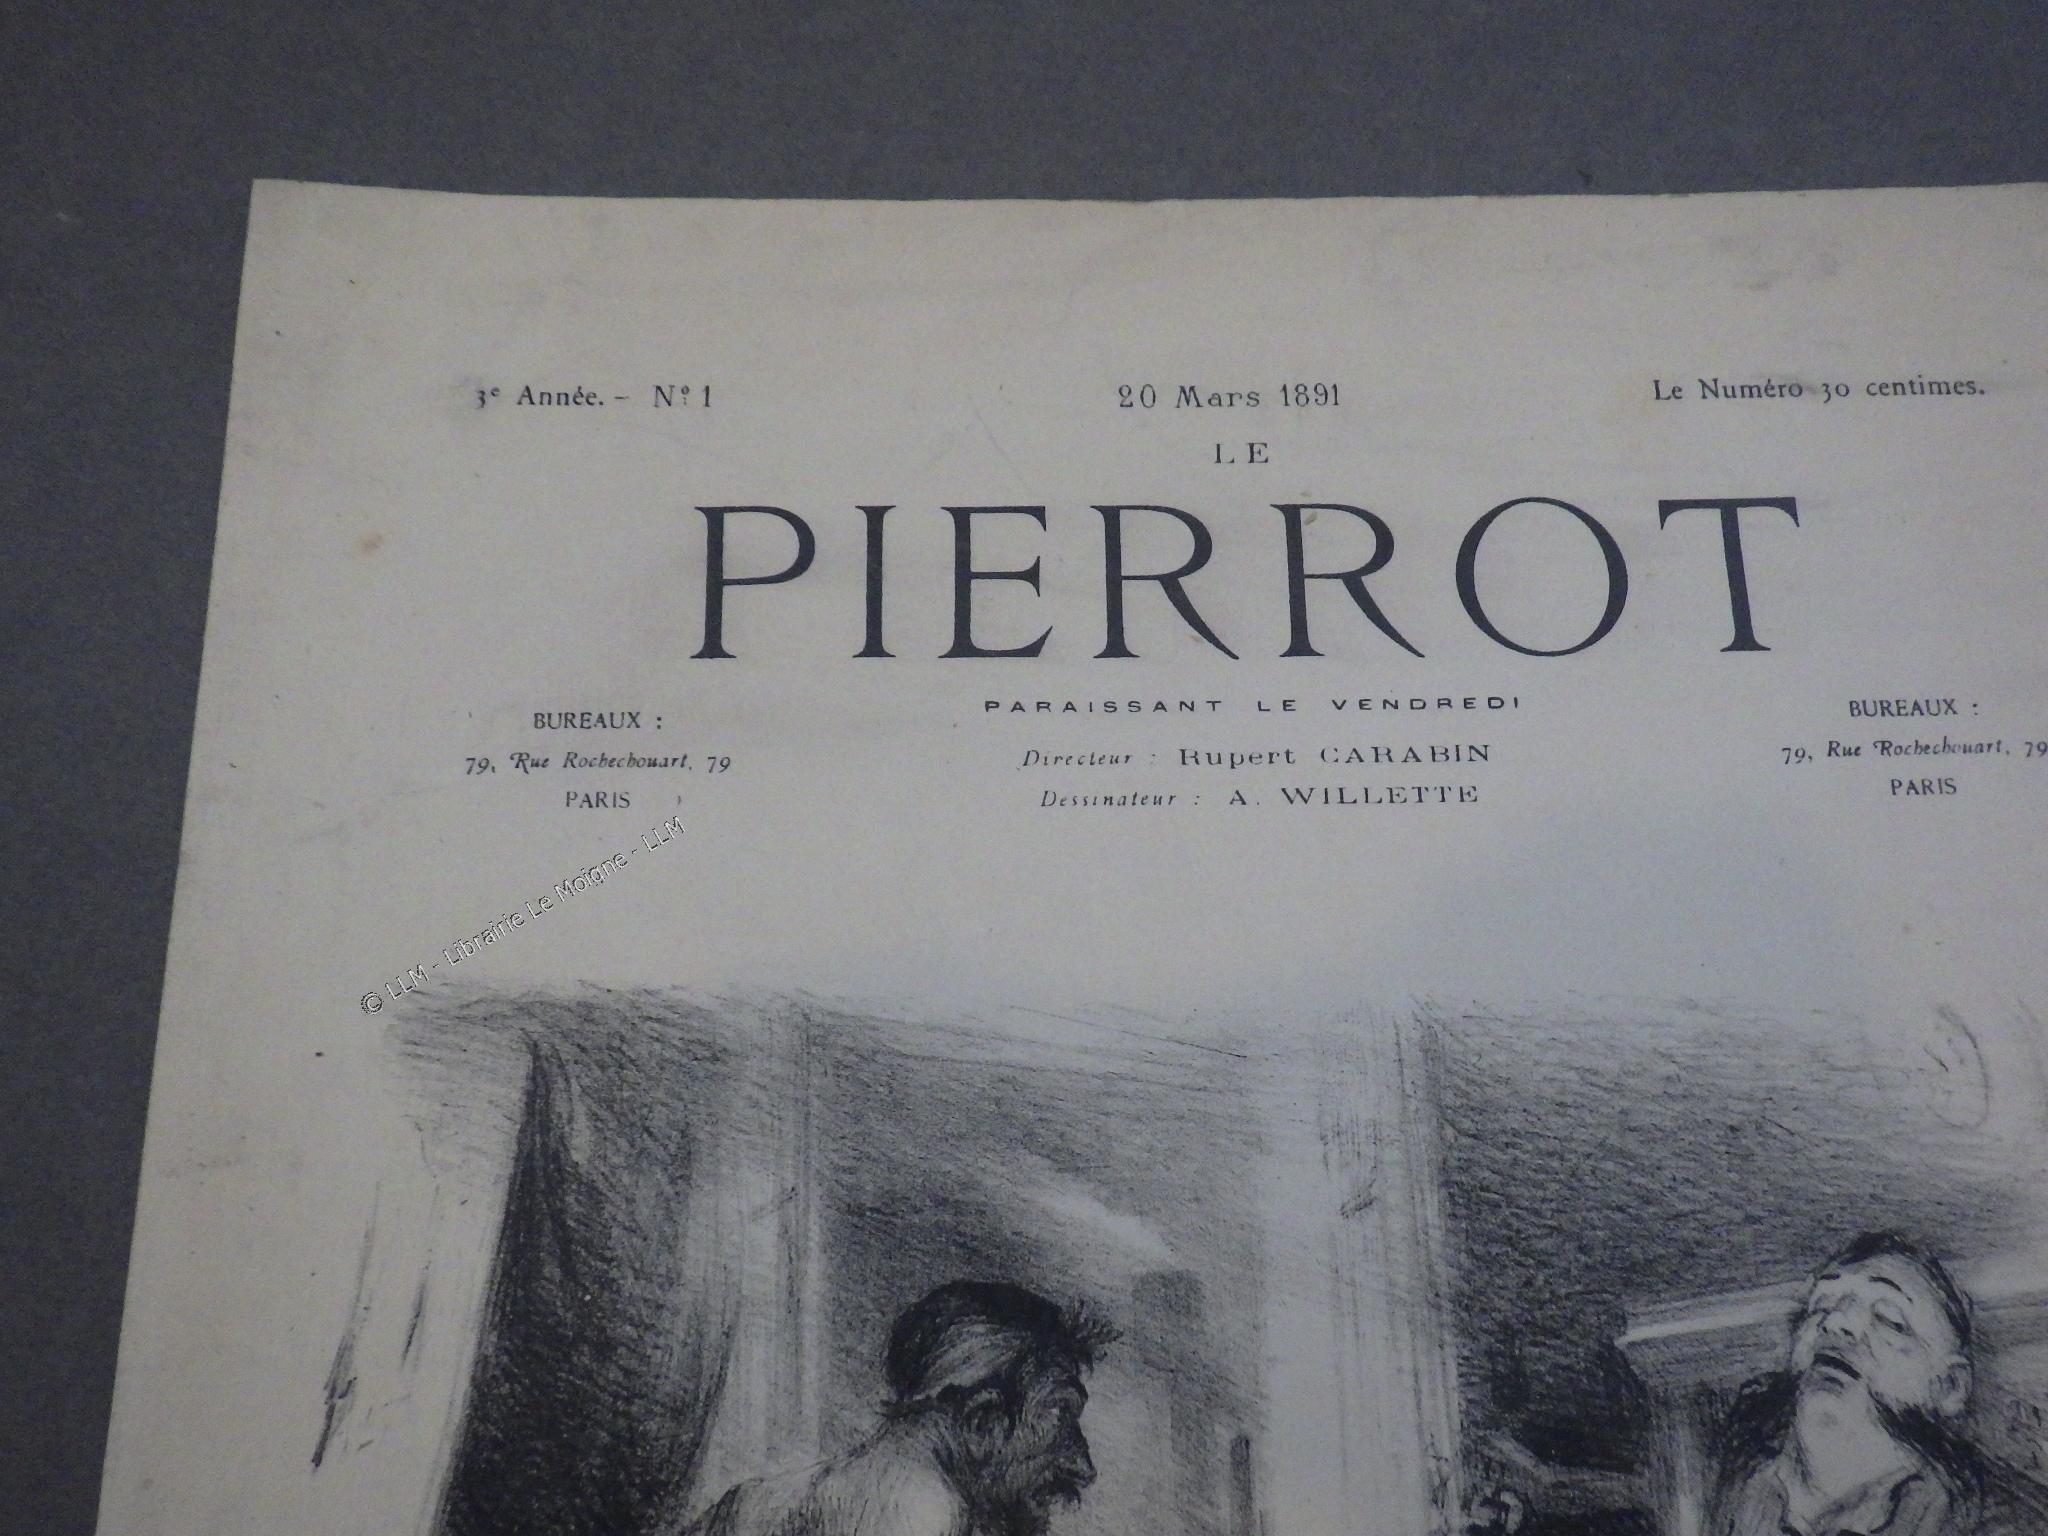 3e Année. – Nº 1
20 Mars 1891
Le Numéro 30 centimes.
LE
PIERROT
PARAISSANT LE VENDREDI
BUREAUX :
79, Rue Rochechouart, 79
PARIS
Directeur : Rupert CARABIN
Dessinateur : A. WILLETTE
BUREAUX :
79, Rue Rochechouart, 79
PARIS
© LLM - Librairie Le Moigne - LLM